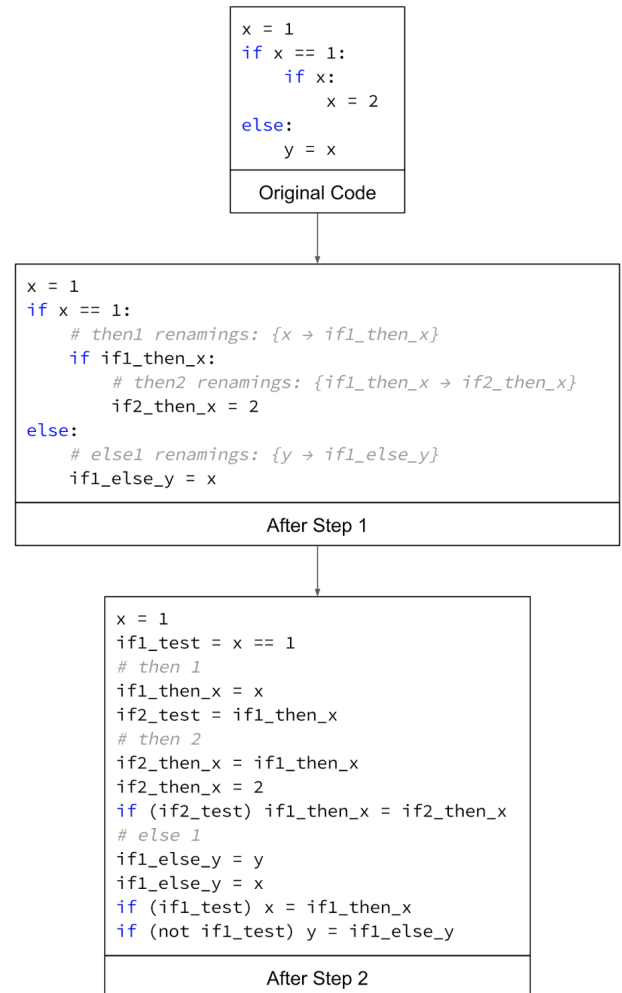 x = 1
if x == 1:
    if x:
        x = 2
else:
    y = x
Original Code
x = 1
if x == 1:
    # then1 renamings: {x → if1_then_x}
    if if1_then_x:
        # then2 renamings: {if1_then_x → if2_then_x}
        if2_then_x = 2
else:
    # else1 renamings: {y → if1_else_y}
    if1_else_y = x
After Step 1
x = 1
if1_test = x == 1
# then 1
if1_then_x = x
if2_test = if1_then_x
# then 2
if2_then_x = if1_then_x
if2_then_x = 2
if (if2_test) if1_then_x = if2_then_x
# else 1
if1_else_y = y
if1_else_y = x
if (if1_test) x = if1_then_x
if (not if1_test) y = if1_else_y
After Step 2